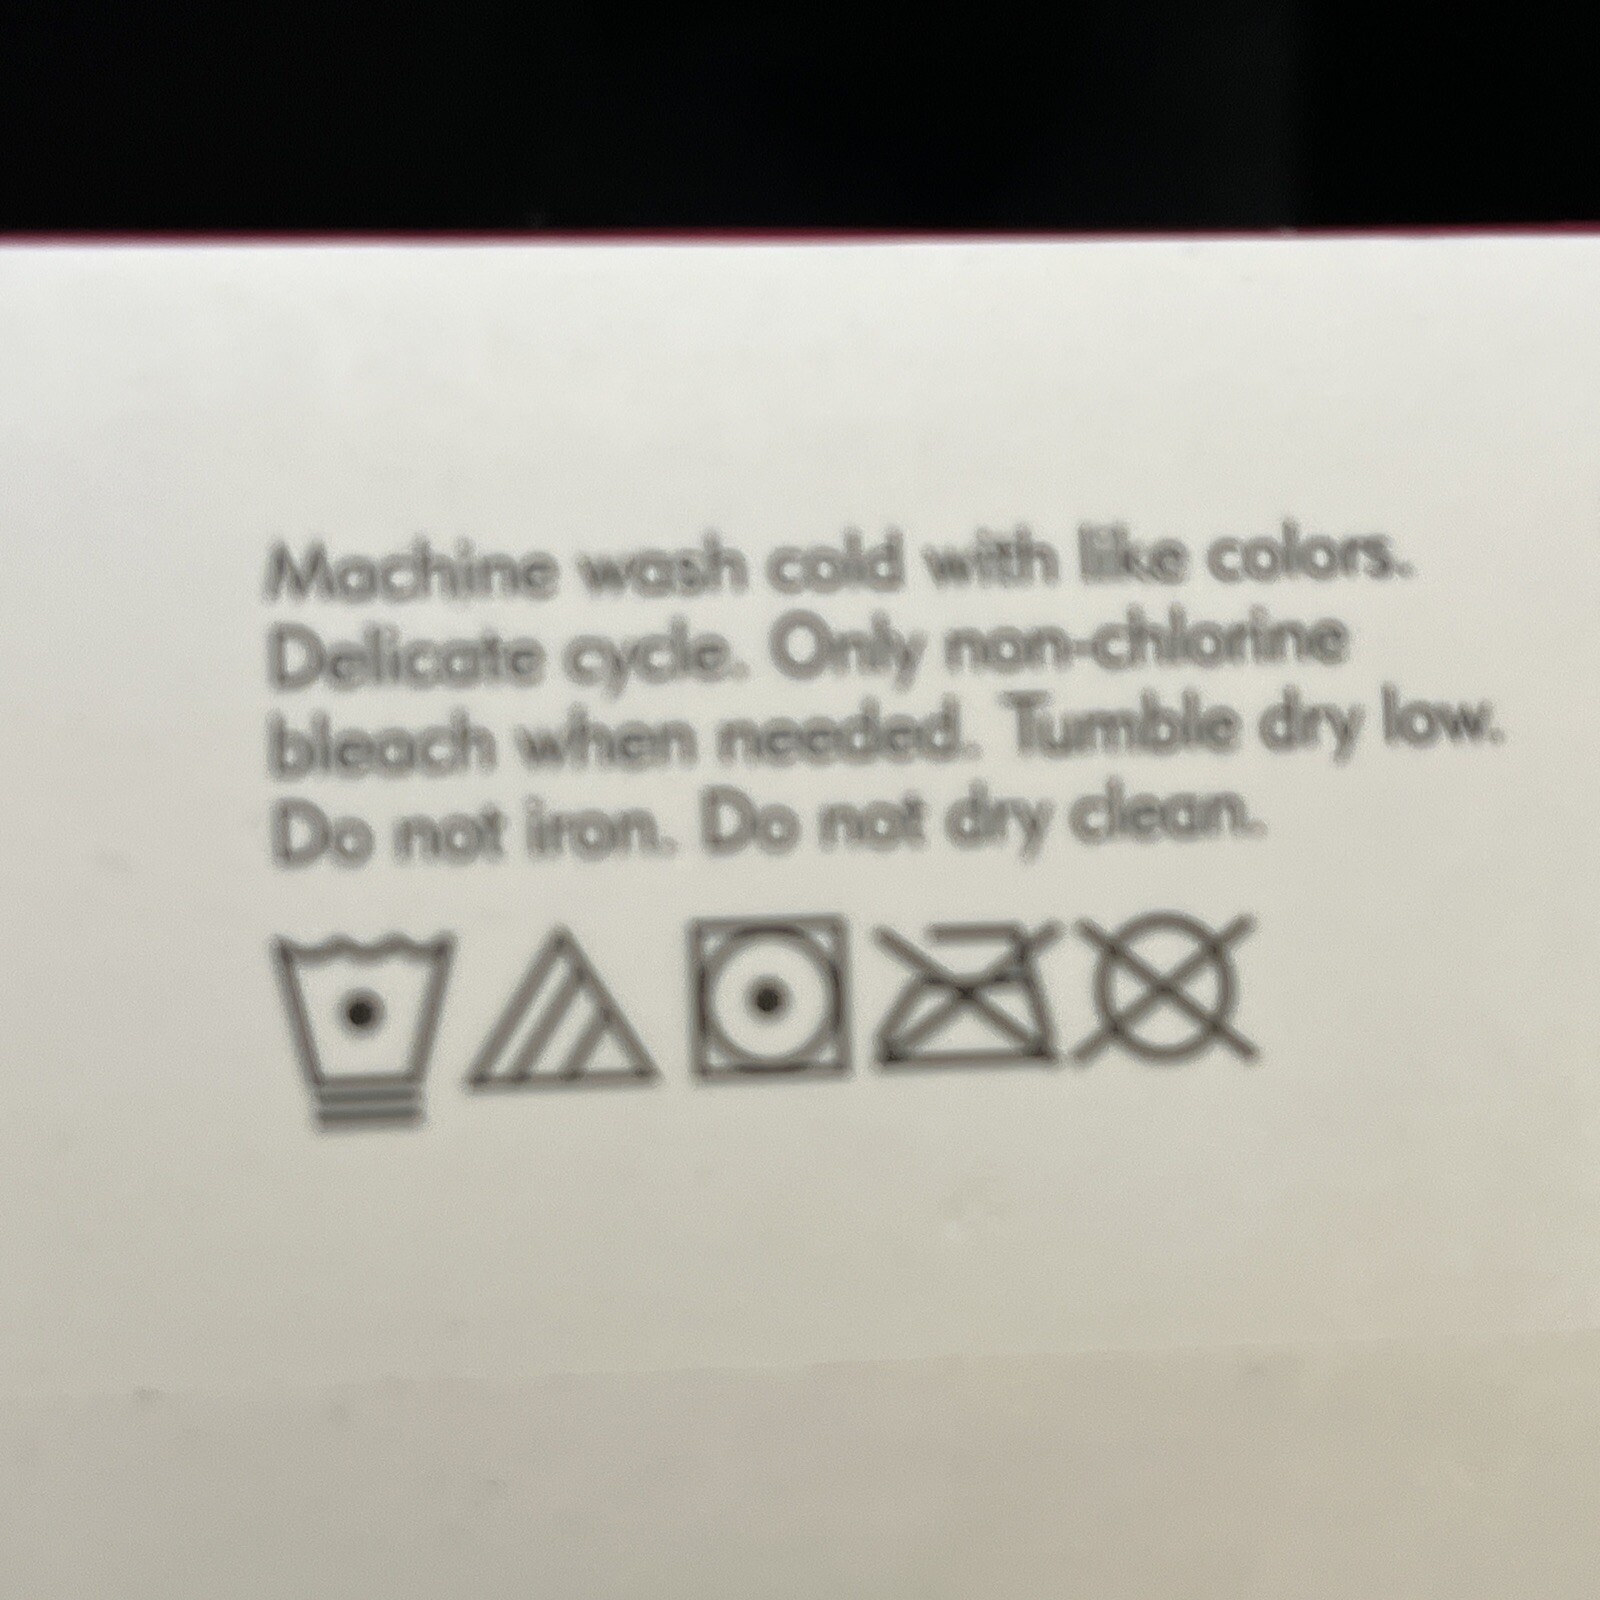 Machine wash cold with like colors.
Delicate cycle. Only non-chlorine
bleach when needed. Tumble dry low.
Do not iron. Do not dry clean.